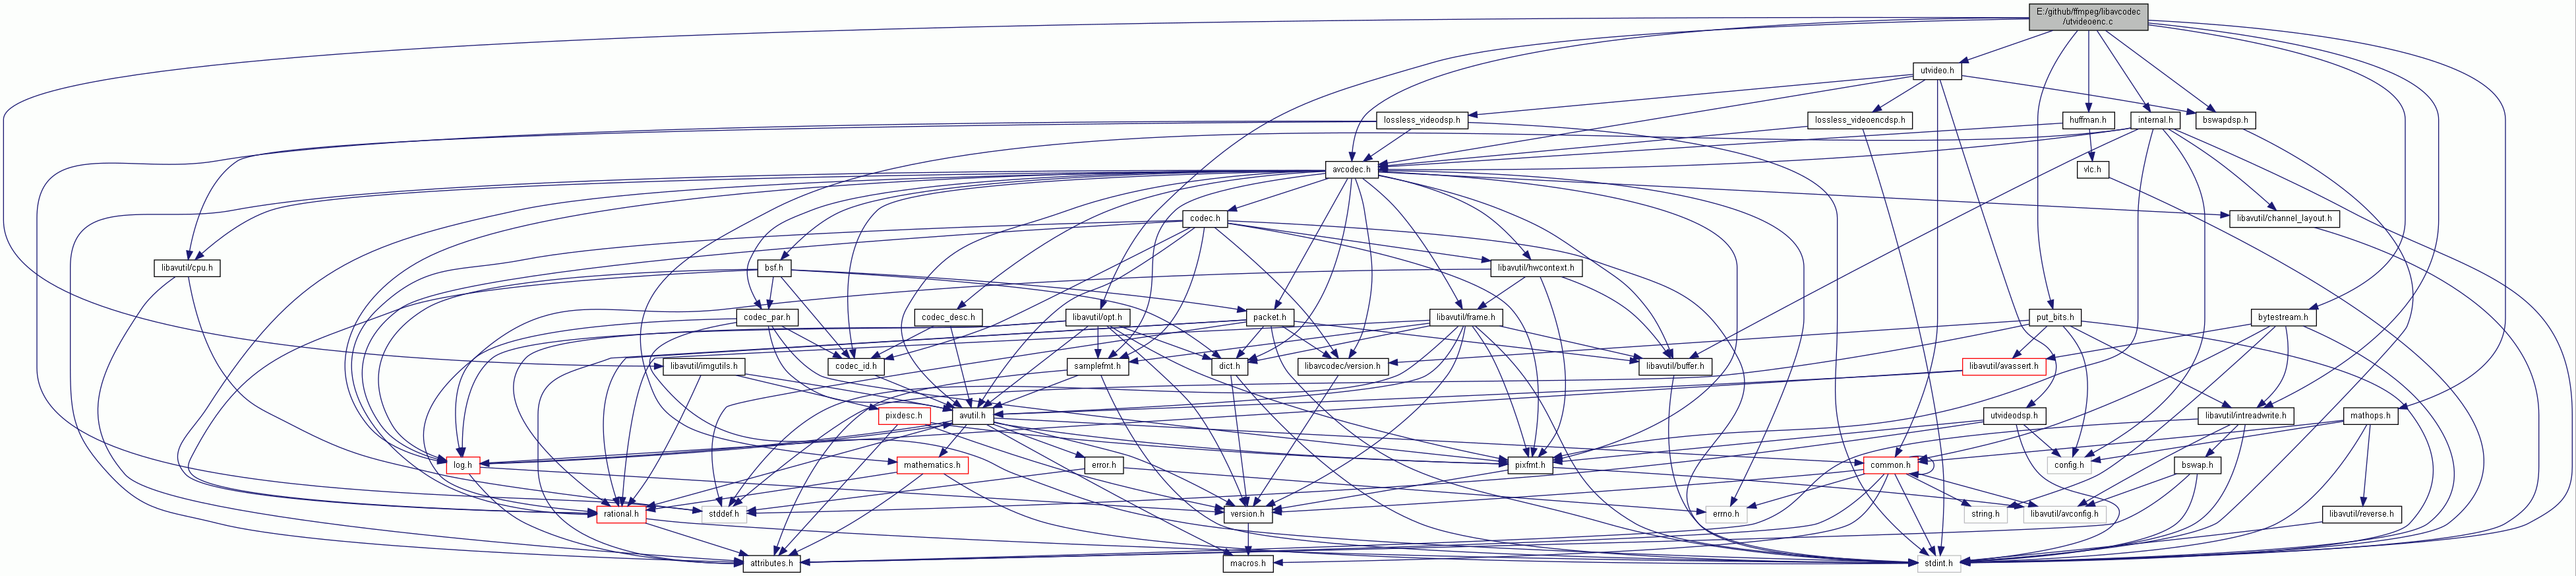 E:/github/ffmpeg/libavcodec
/utvideoenc.c
utvideo.h
lossless_videodsp.h
lossless_videoencdsp.h
huffman.h
internal.h
bswapdsp.h
avcodec.h
vlc.h
codec.h
libavutil/channel_layout.h
libavutil/cpu.h
bsf.h
libavutil/hwcontext.h
codec_par.h
codec_desc.h
libavutil/opt.h
packet.h
libavutil/frame.h
put_bits.h
bytestream.h
libavutil/imgutils.h
codec_id.h
samplefmt.h
dict.h
libavcodec/version.h
libavutil/buffer.h
libavutil/avassert.h
pixdesc.h
avutil.h
utvideodsp.h
libavutil/intreadwrite.h
mathops.h
log.h
mathematics.h
error.h
pixfmt.h
common.h
config.h
bswap.h
rational.h
stddef.h
version.h
errno.h
string.h
libavutil/avconfig.h
libavutil/reverse.h
attributes.h
macros.h
stdint.h